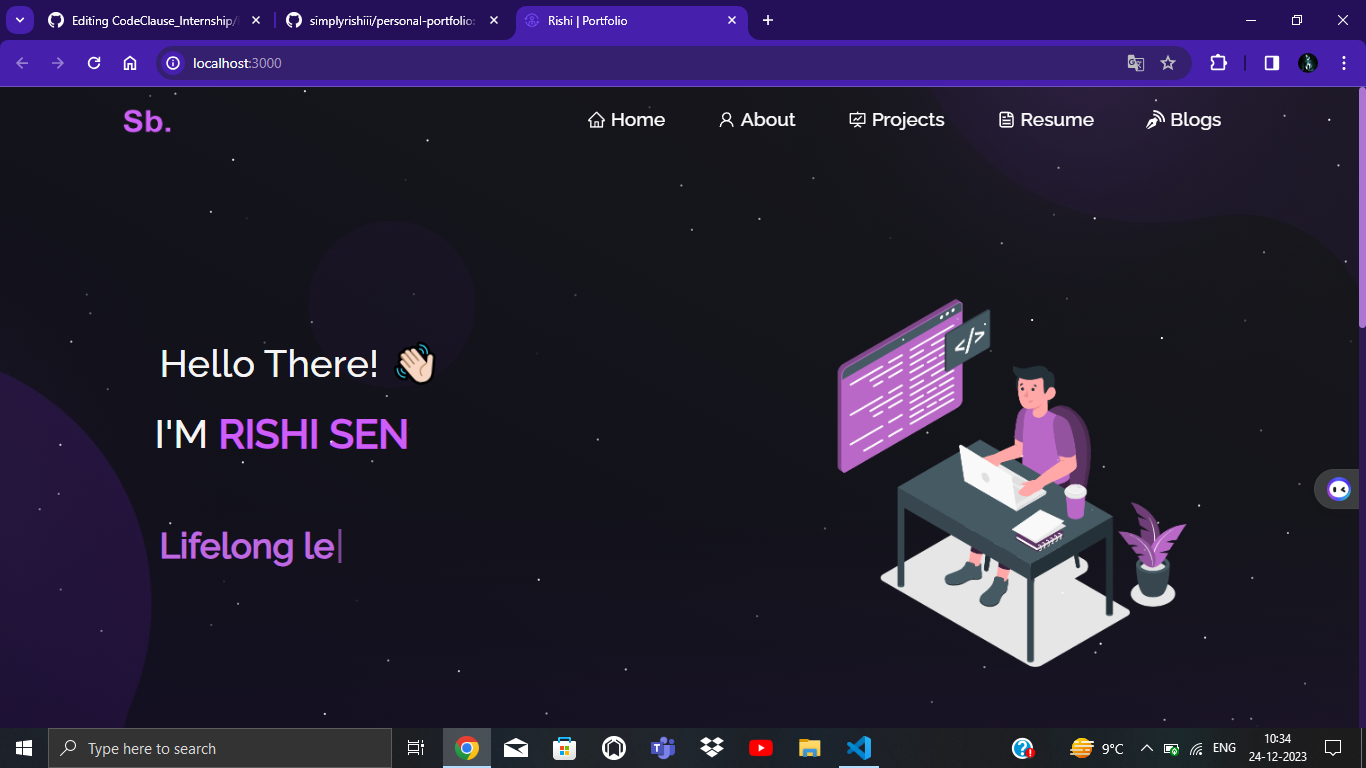 Editing CodeClause_Internship/
simplyrishiii/personal-portfolio:
Rishi | Portfolio
localhost:3000
Sb.
Home
About
Projects
Resume
Blogs
</>
Hello There! 👋🏻
I'M RISHI SEN
Lifelong le|
Type here to search
9°C
ENG
10:34
24-12-2023